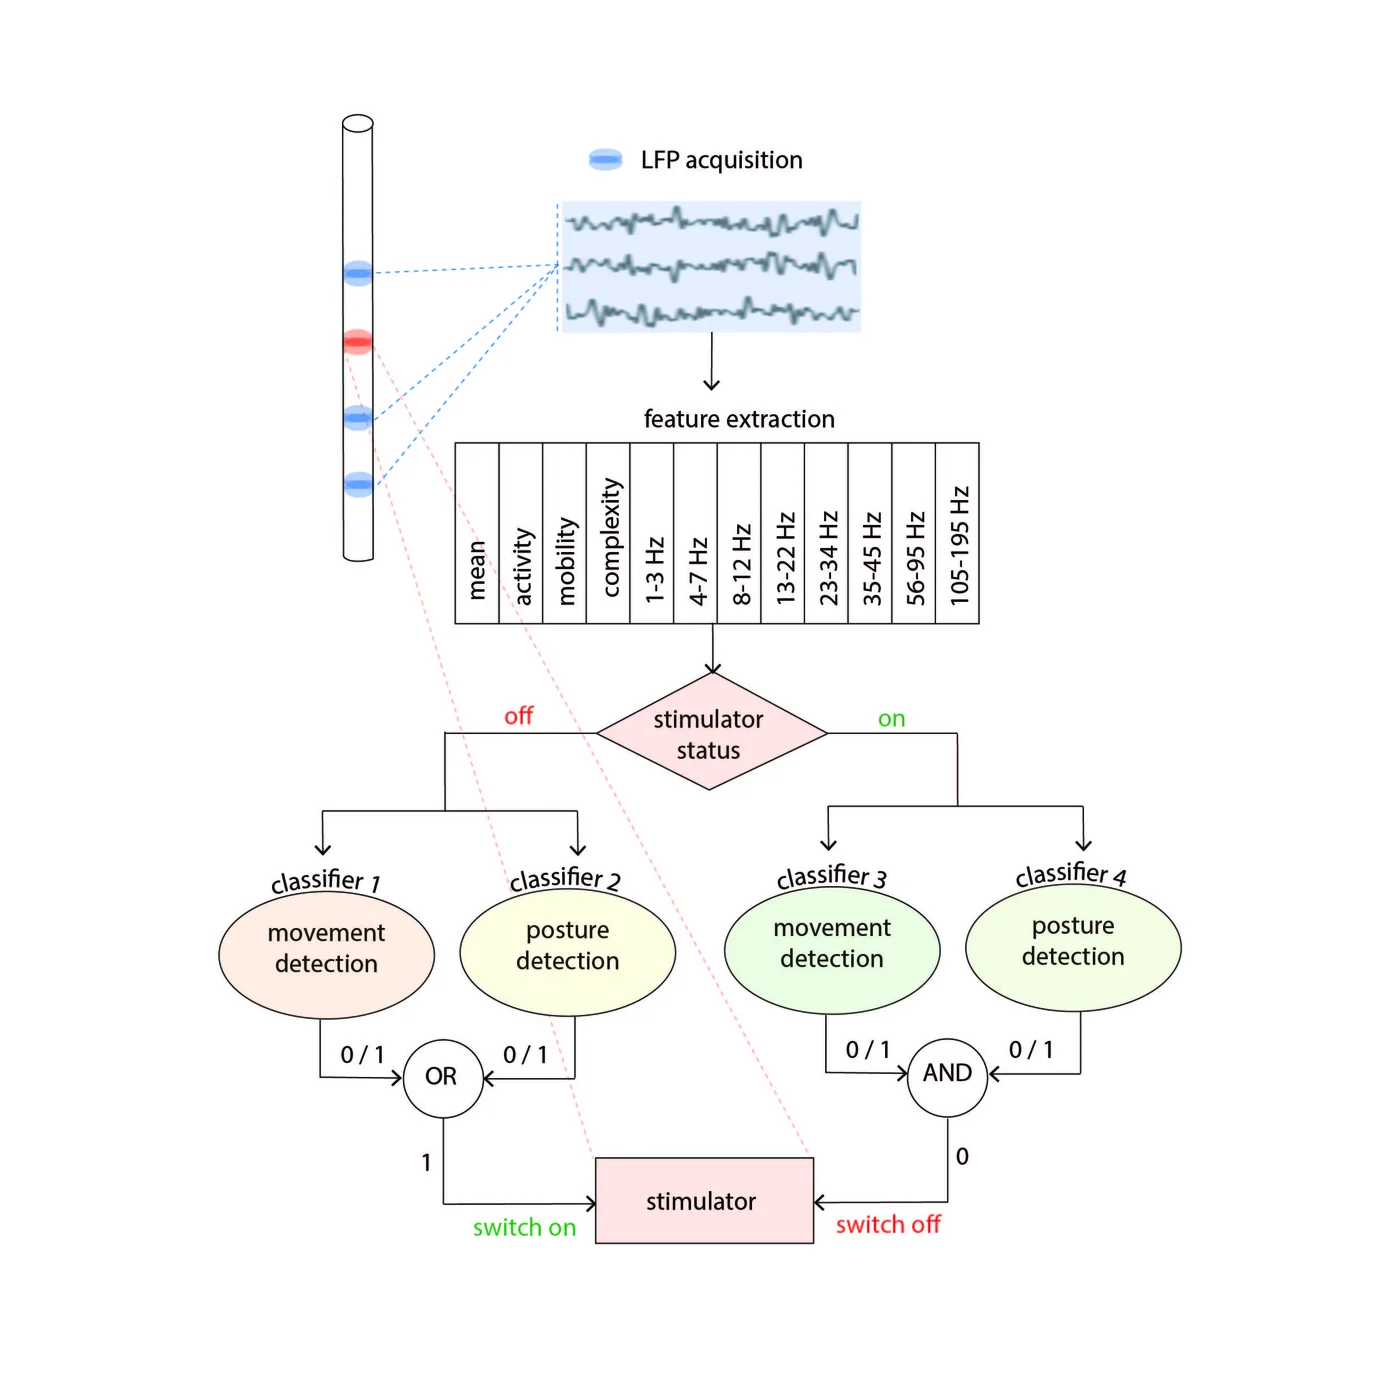 LFP acquisition
feature extraction
mean
activity
mobility
complexity
1-3 Hz
4-7 Hz
8-12 Hz
13-22 Hz
23-34 Hz
35-45 Hz
56-95 Hz
105-195 Hz
stimulator
status
off
on
classifier 1
movement
detection
classifier 2
posture
detection
classifier 3
movement
detection
classifier 4
posture
detection
0 / 1
OR
0 / 1
0 / 1
AND
0 / 1
1
0
stimulator
switch on
switch off